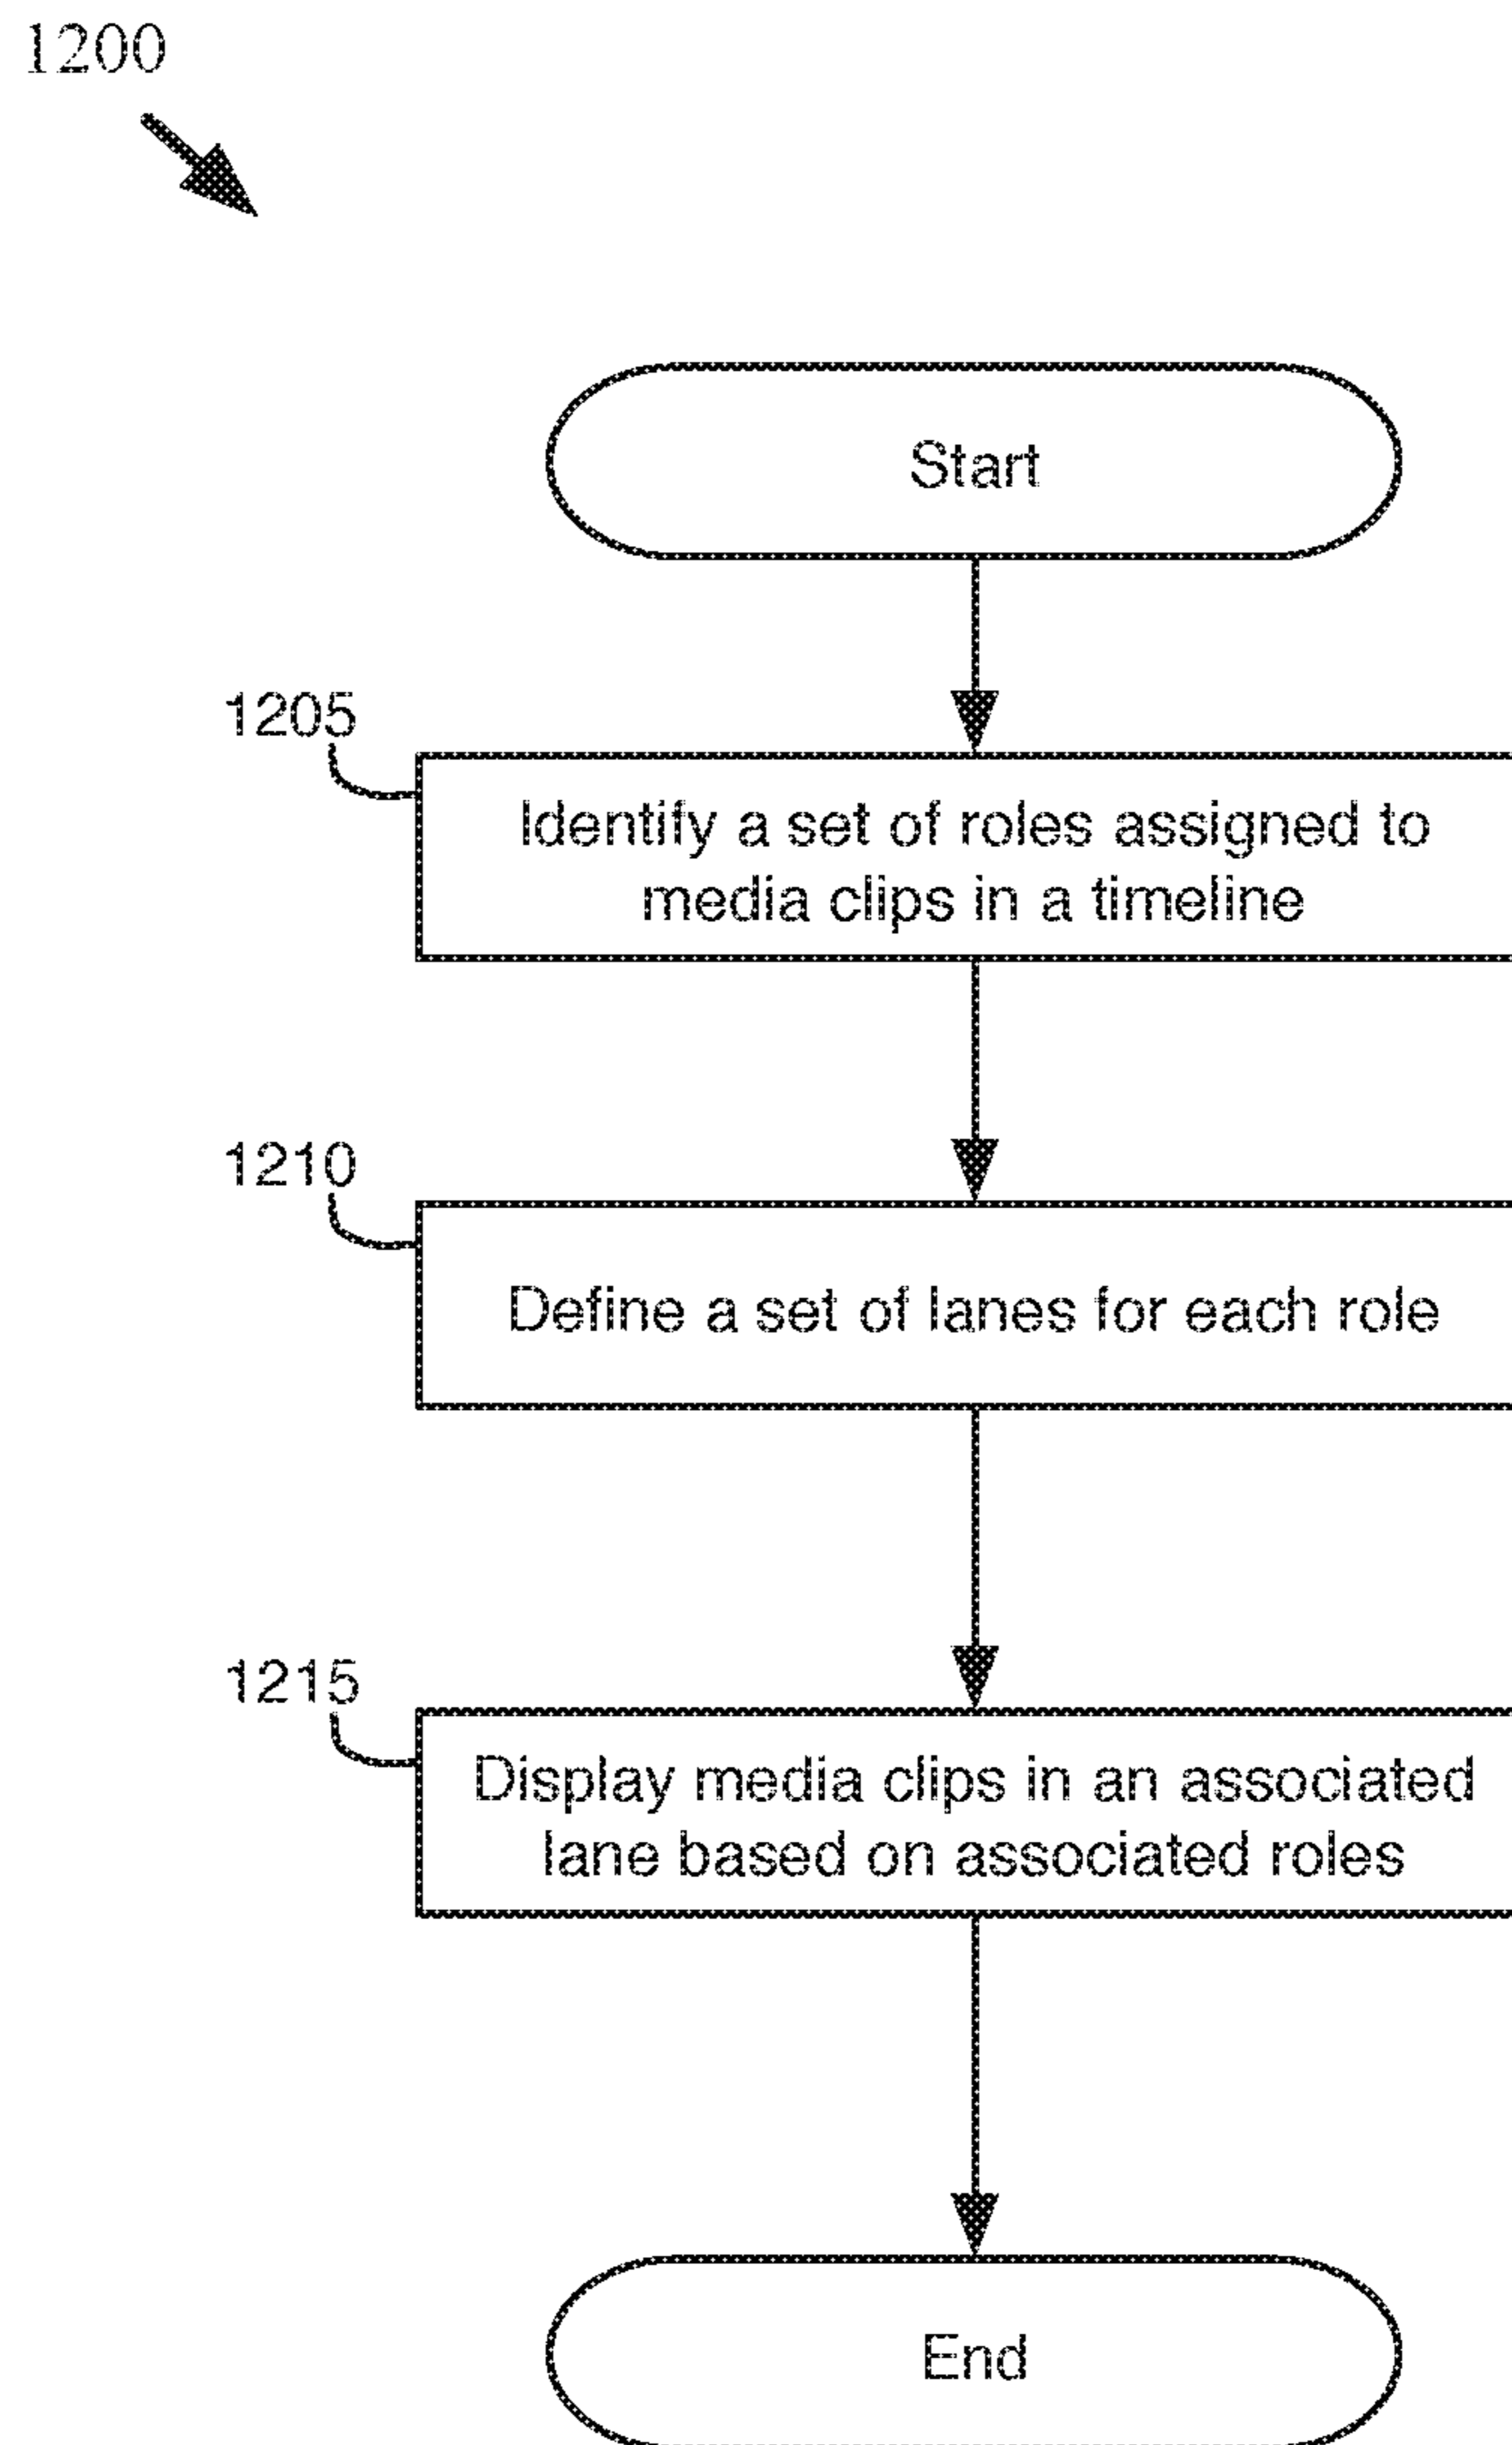 1200
Start
1205
Identify a set of roles assigned to
media clips in a timeline
1210
Define a set of lanes for each role
1215
Display media clips in an associated
lane based on associated roles
End